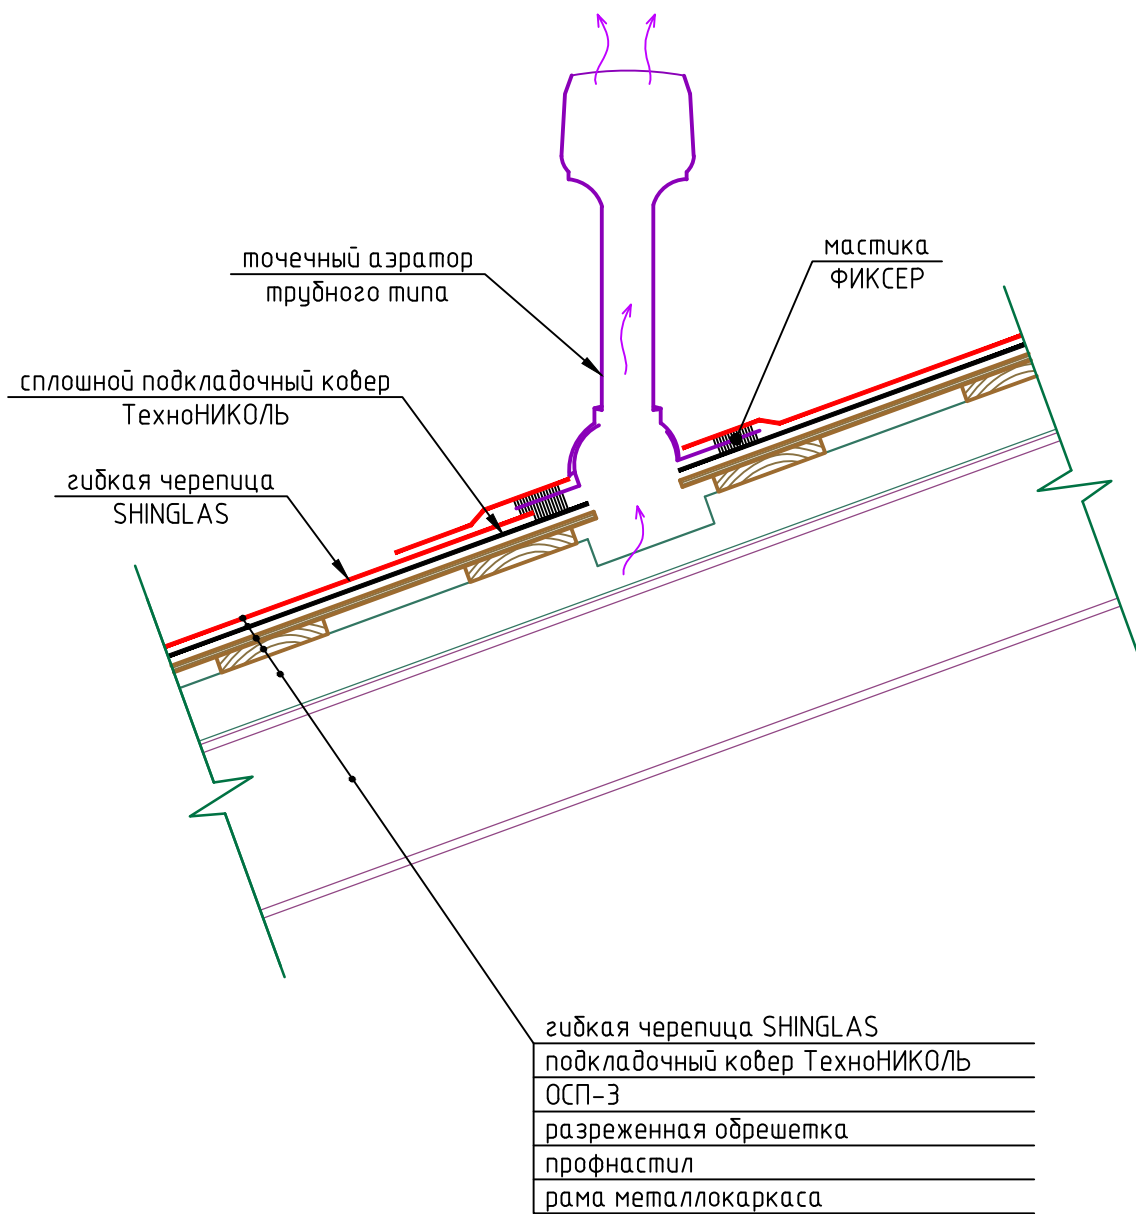 точечный аэратор
трубного типа
мастика
ФИКСЕР
сплошной подкладочный ковер
ТехноНИКОЛЬ
гибкая черепица
SHINGLAS
гибкая черепица SHINGLAS
подкладочный ковер ТехноНИКОЛЬ
ОСП-3
разреженная обрешетка
профнастил
рама металлокаркаса